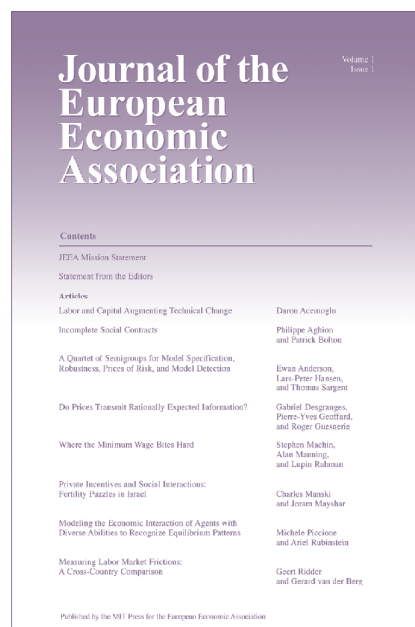 Journal of the
European
Economic
Association
Volume 1
Issue 1
Contents
JEEA Mission Statement
Statement from the Editors
Articles
Labor and Capital Augmenting Technical Change Daron Acemoglu
Incomplete Social Contracts Philippe Aghion
and Patrick Bolton
A Quartet of Semigroups for Model Specification,
Robustness, Prices of Risk, and Model Detection Ewan Anderson,
Lars-Peter Hansen,
and Thomas Sargent
Do Prices Transmit Rationally Expected Information? Gabriel Desgranges,
Pierre-Yves Geoffard,
and Roger Guesnerie
Where the Minimum Wage Bites Hard Stephen Machin,
Alan Manning,
and Lupin Rahman
Private Incentives and Social Interactions:
Fertility Puzzles in Israel Charles Manski
and Joram Mayshar
Modeling the Economic Interaction of Agents with
Diverse Abilities to Recognize Equilibrium Patterns Michele Piccione
and Ariel Rubinstein
Measuring Labor Market Frictions:
A Cross-Country Comparison Geert Ridder
and Gerard van der Berg
Published by the MIT Press for the European Economic Association